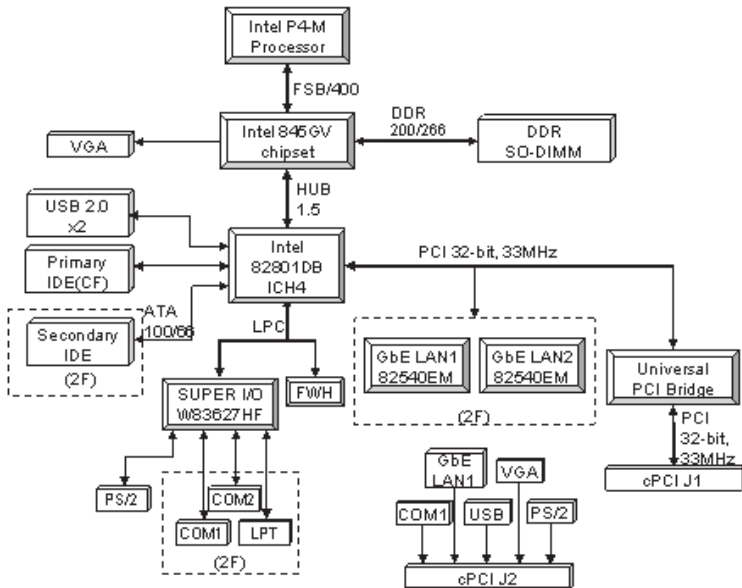 Intel P4-M
Processor
FSB/400
Intel 845GV
chipset
VGA
DDR
200/266
DDR
SO-DIMM
HUB
1.5
USB 2.0
x2
Primary
IDE(CF)
Intel
82801DB
ICH4
PCI 32-bit, 33MHz
ATA
100/66
Secondary
IDE
(2F)
LPC
GbE LAN1
82540EM
GbE LAN2
82540EM
(2F)
Universal
PCI Bridge
SUPER I/O
W83627HF
FWH
PCI
32-bit,
33MHz
cPCI J1
PS/2
COM2
COM1
LPT
(2F)
GbE
LAN1
VGA
COM1
USB
PS/2
cPCI J2